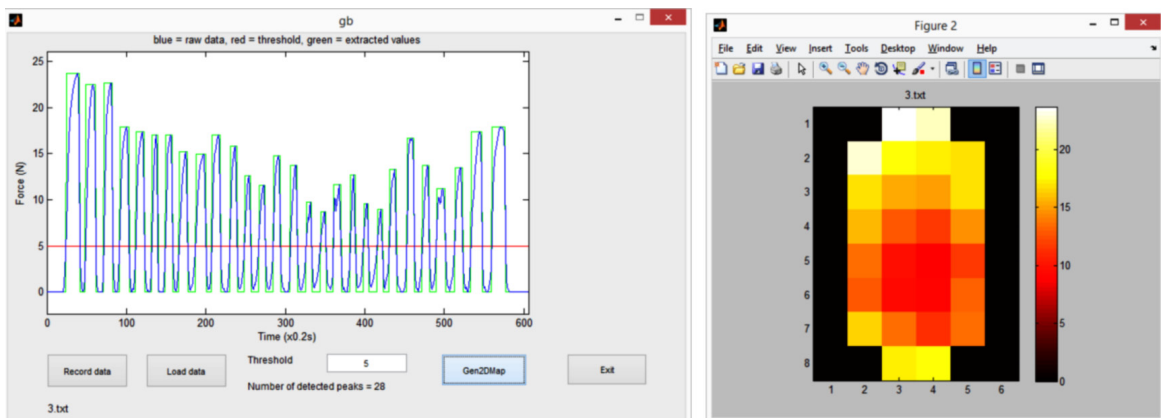 gb
blue = raw data, red = threshold, green = extracted values
25
20
15
10
5
0
Force (N)
0 100 200 300 400 500 600
Time (x0.2s)
Record data
Load data
Threshold
5
Number of detected peaks = 28
Gen2DMap
Exit
3.txt
Figure 2
File Edit View Insert Tools Desktop Window Help
3.txt
1
2
3
4
5
6
7
8
1 2 3 4 5 6
20
15
10
5
0